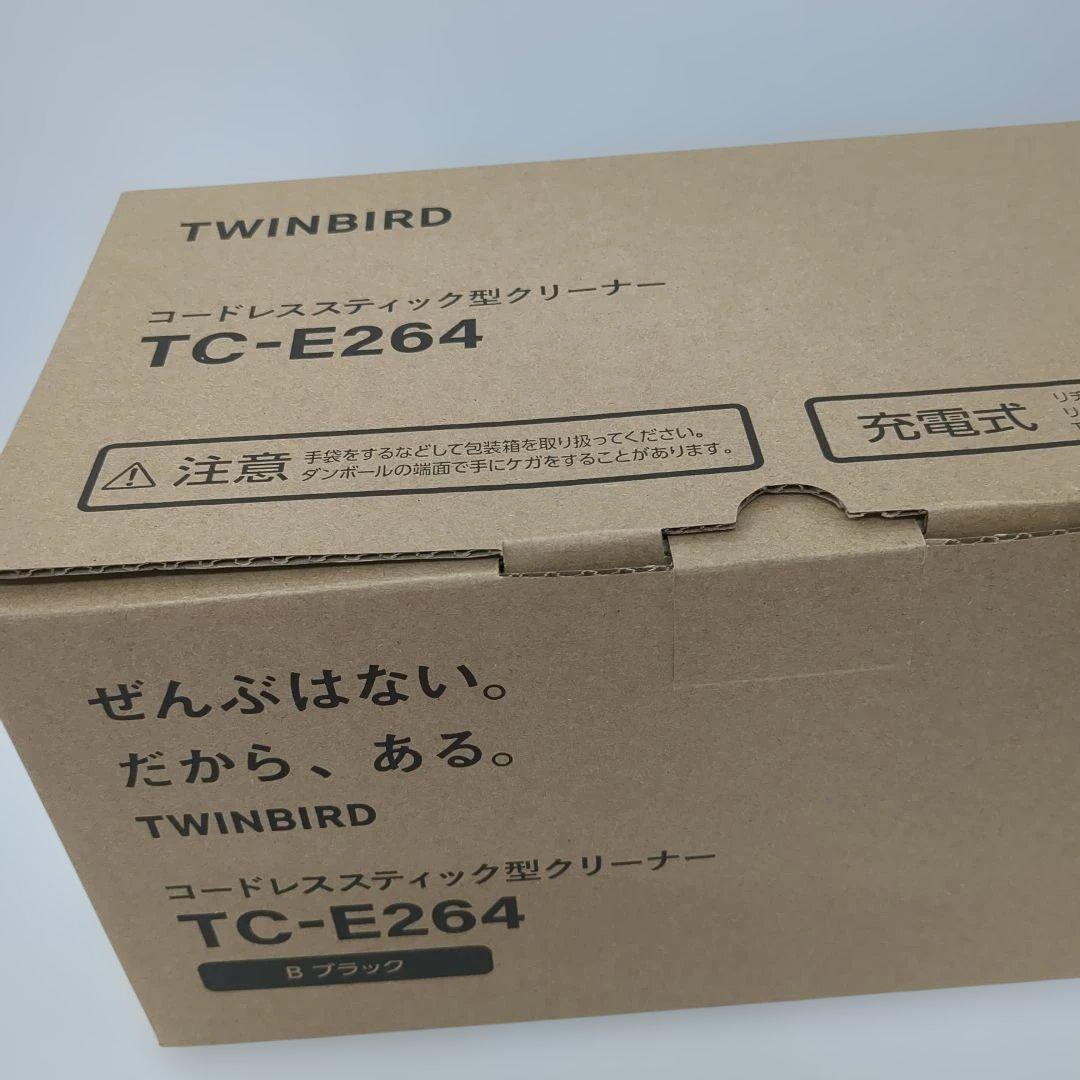 TWINBIRD
コードレススティック型クリーナー
TC-E264
注意
手袋をするなどして包装箱を取り扱ってください。
ダンボールの端面で手にケガをすることがあります。
充電式
ぜんぶはない。
だから、ある。
TWINBIRD
コードレススティック型クリーナー
TC-E264
B ブラック